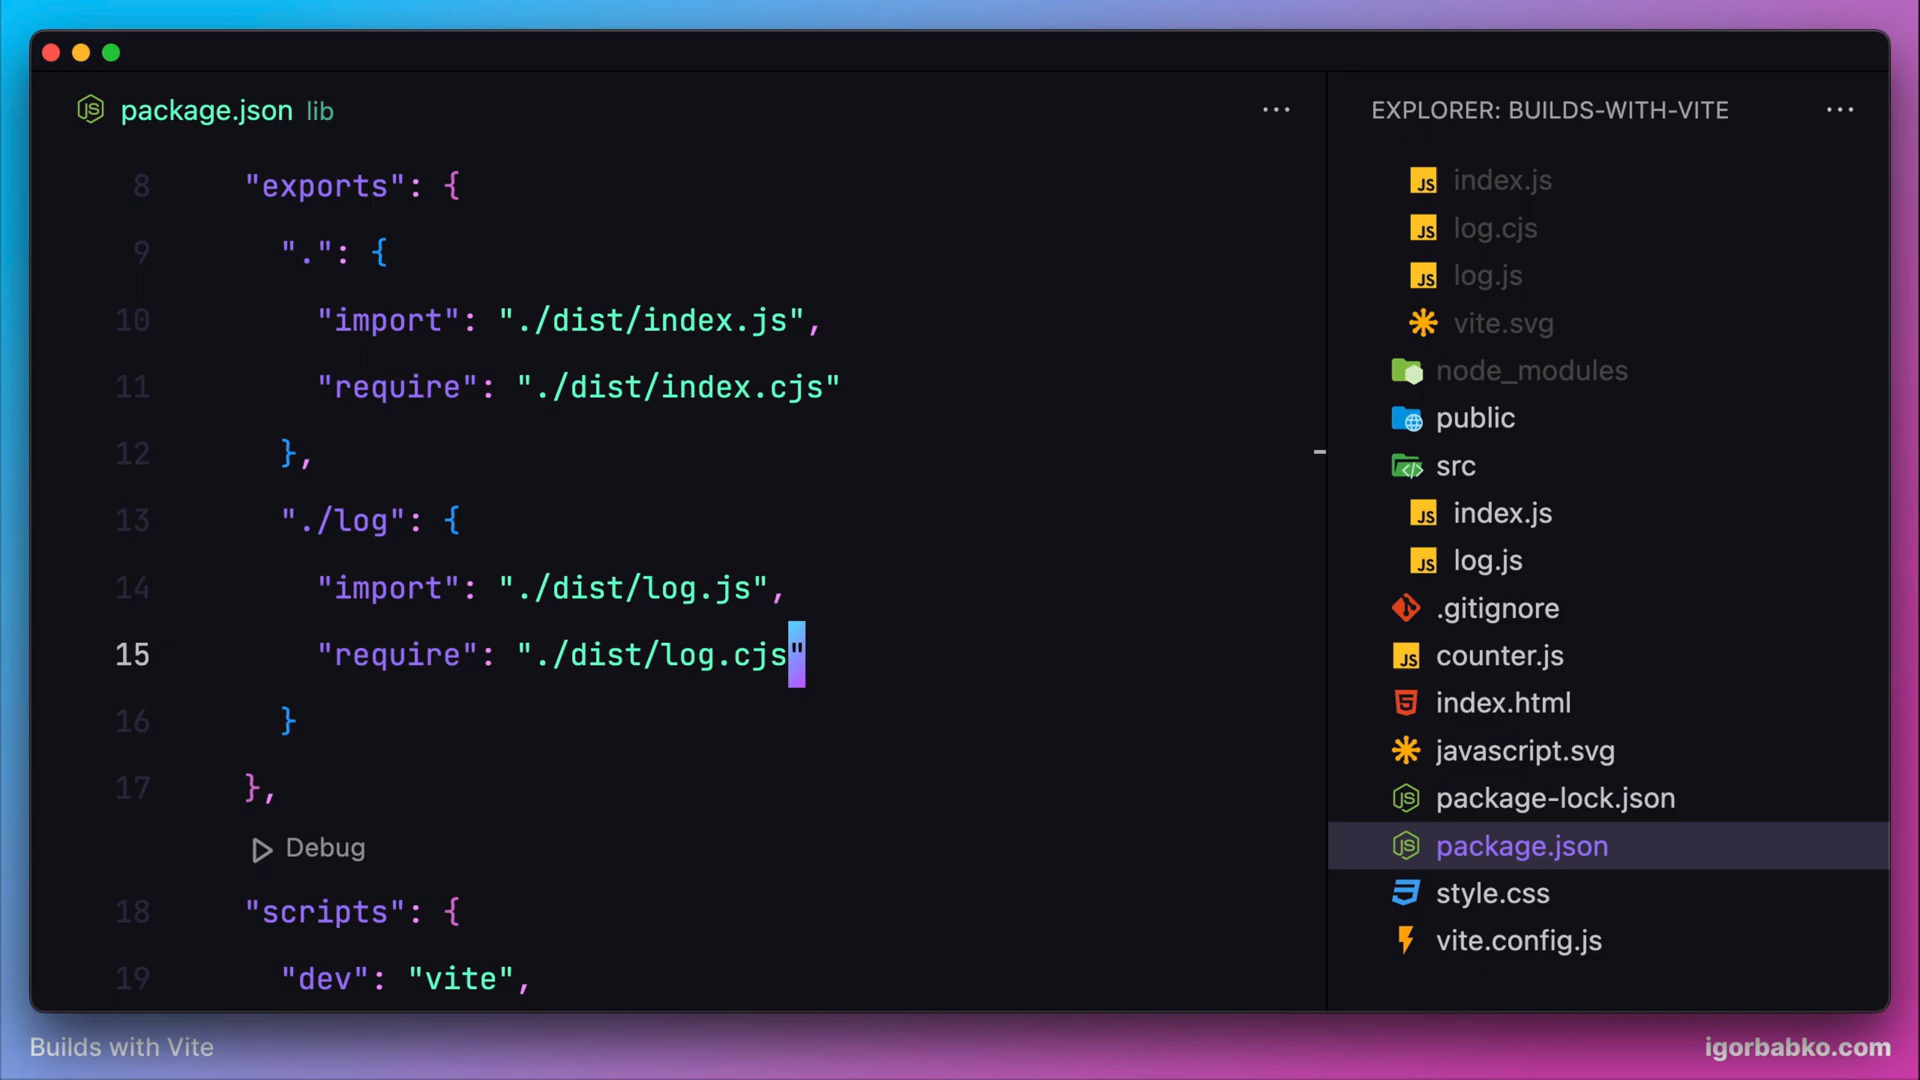 package.json lib
8 "exports": {
9 ".": {
10 "import": "./dist/index.js",
11 "require": "./dist/index.cjs"
12 },
13 "./log": {
14 "import": "./dist/log.js",
15 "require": "./dist/log.cjs"
16 }
17 },
Debug
18 "scripts": {
19 "dev": "vite",
EXPLORER: BUILDS-WITH-VITE
index.js
log.cjs
log.js
vite.svg
node_modules
public
src
index.js
log.js
.gitignore
counter.js
index.html
javascript.svg
package-lock.json
package.json
style.css
vite.config.js
Builds with Vite
igorbabko.com